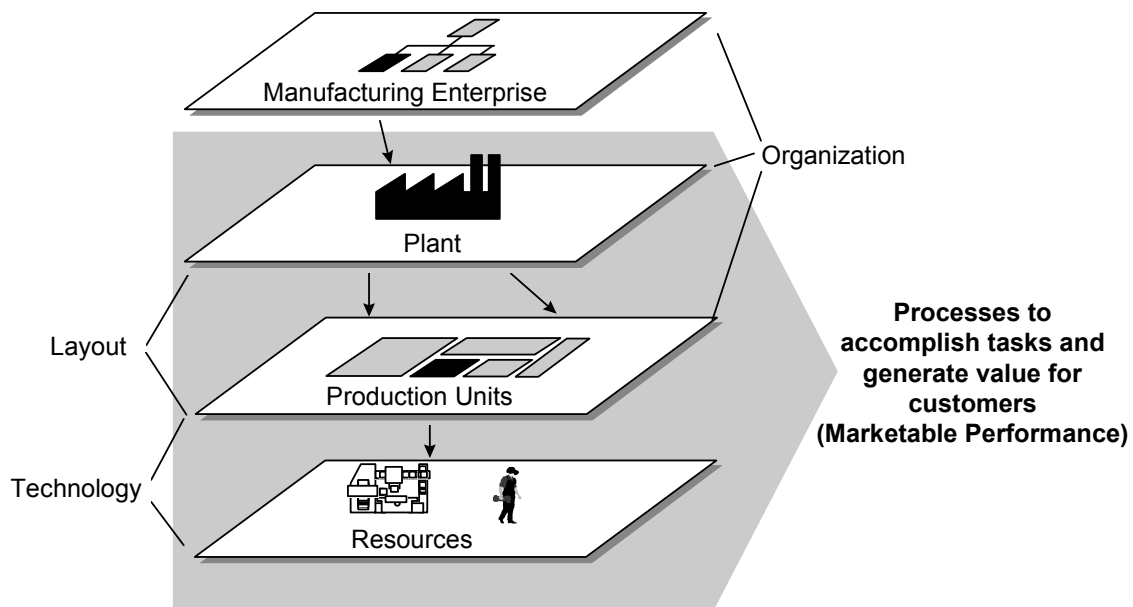 Manufacturing Enterprise
Organization
Plant
Layout
Production Units
Technology
Resources
Processes to
accomplish tasks and
generate value for
customers
(Marketable Performance)